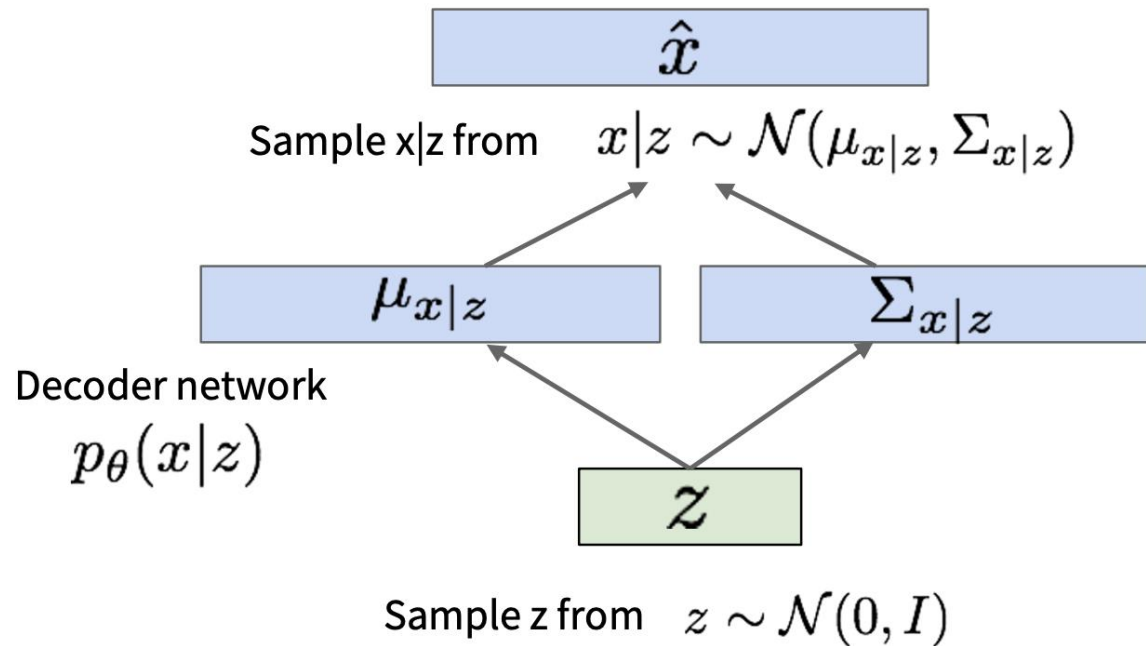 x̂
Sample x|z from x|z ∼ 𝒩(μ_{x|z}, Σ_{x|z})
μ_{x|z} Σ_{x|z}
Decoder network
p_θ(x|z)
z
Sample z from z ∼ 𝒩(0, I)